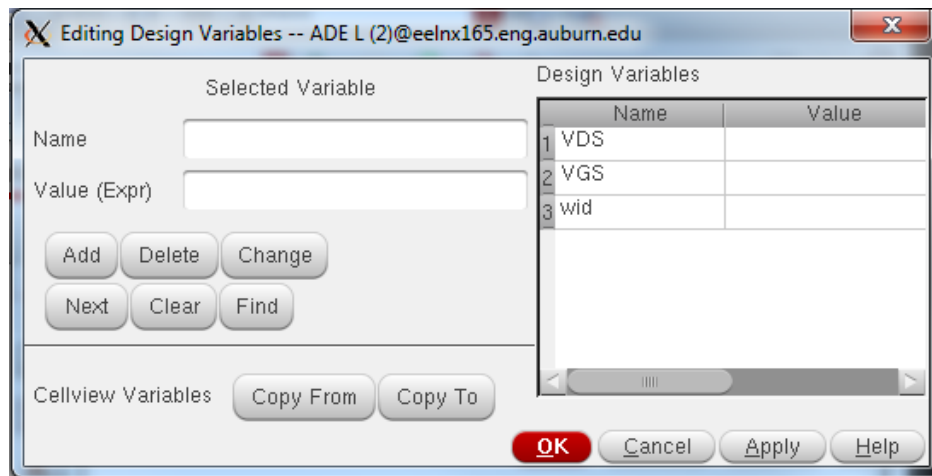 Editing Design Variables -- ADE L (2)@eelnx165.eng.auburn.edu
Selected Variable
Name
Value (Expr)
Add Delete Change
Next Clear Find
Cellview Variables Copy From Copy To
Design Variables
Name Value
1 VDS
2 VGS
3 wid
OK Cancel Apply Help